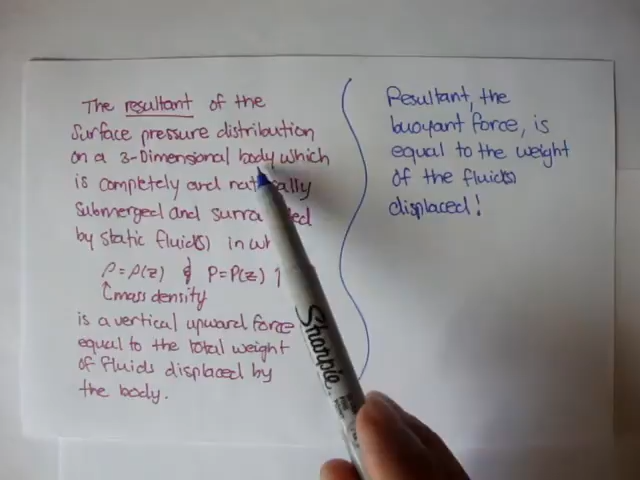 The resultant of the
surface pressure distribution
on a 3-Dimensional body which
is completely and naturally
submerged and surrounded
by static fluid(s) in
ρ = ρ(z) & P = P(z) ↑
↑mass density
is a vertical upward force
equal to the total weight
of fluids displaced by
the body.
Resultant, the
buoyant force, is
equal to the weight
of the fluid(s)
displaced!
Sharpie